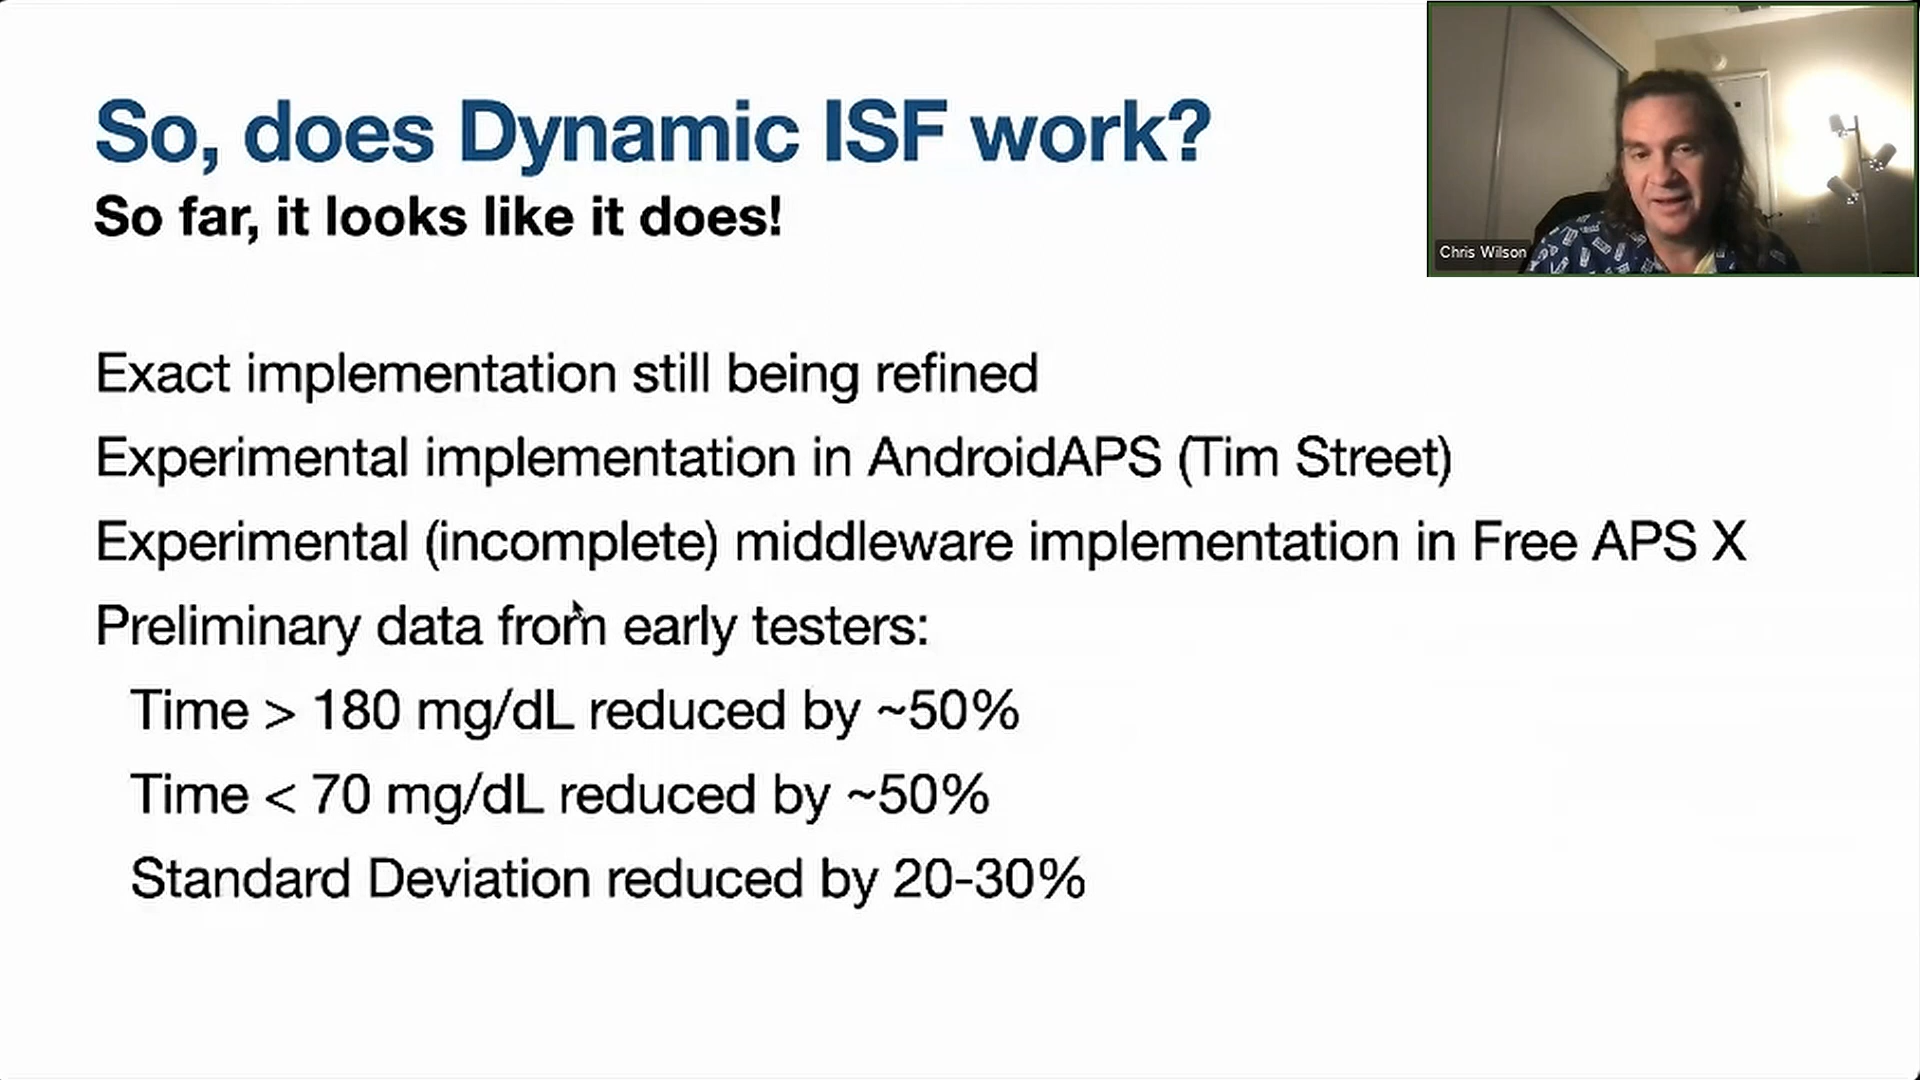 So, does Dynamic ISF work?
So far, it looks like it does!
Chris Wilson
Exact implementation still being refined
Experimental implementation in AndroidAPS (Tim Street)
Experimental (incomplete) middleware implementation in Free APS X
Preliminary data from early testers:
Time > 180 mg/dL reduced by ~50%
Time < 70 mg/dL reduced by ~50%
Standard Deviation reduced by 20-30%